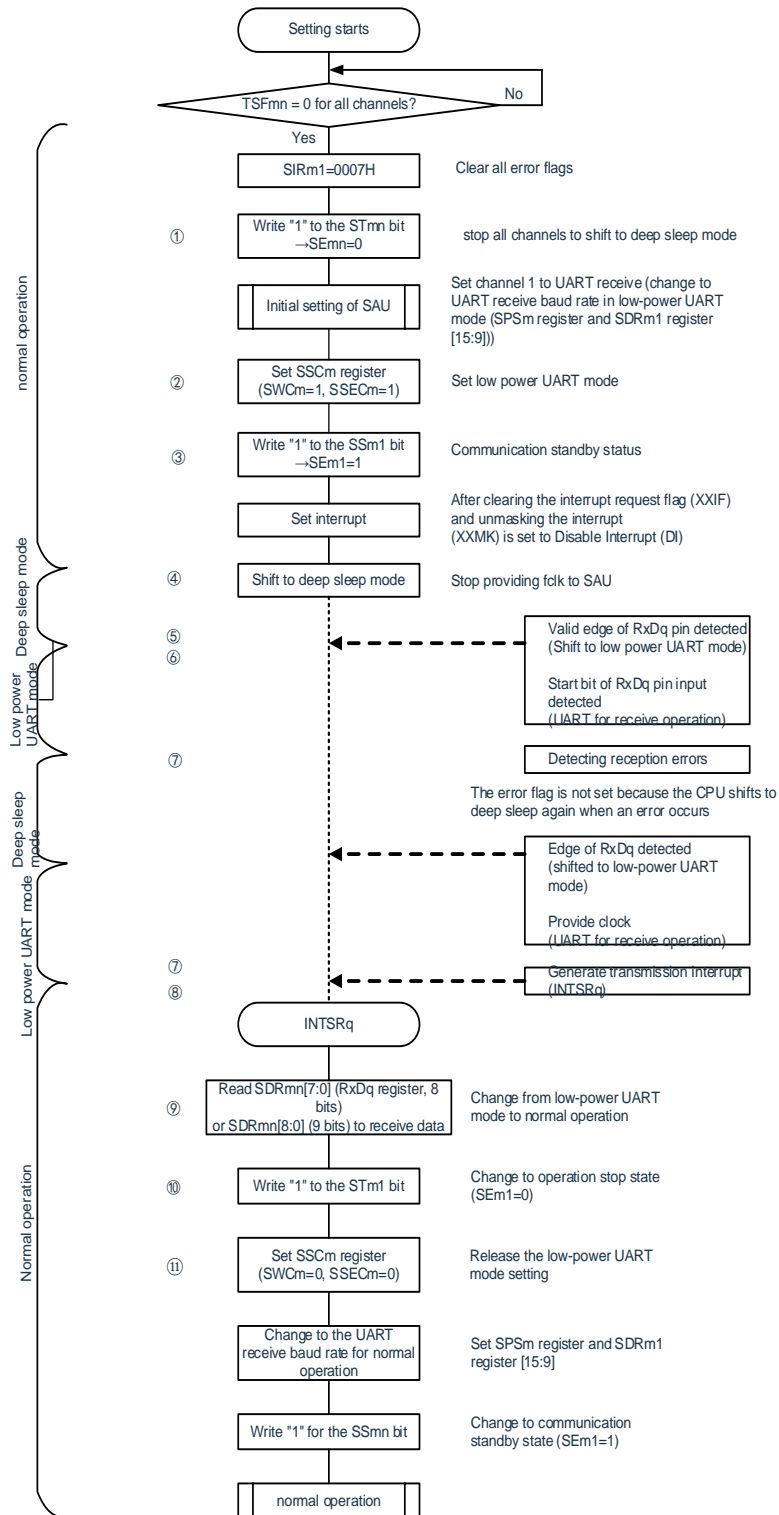 Setting starts
No
TSFmn = 0 for all channels?
Yes
SIRm1=0007H
Clear all error flags
①
Write "1" to the STmn bit
→SEmn=0
stop all channels to shift to deep sleep mode
normal operation
Initial setting of SAU
Set channel 1 to UART receive (change to
UART receive baud rate in low-power UART
mode (SPSm register and SDRm1 register
[15:9]))
②
Set SSCm register
(SWCm=1, SSECm=1)
Set low power UART mode
③
Write "1" to the SSm1 bit
→SEm1=1
Communication standby status
Set interrupt
After clearing the interrupt request flag (XXIF)
and unmasking the interrupt
(XXMK) is set to Disable Interrupt (DI)
Deep sleep mode
④
Shift to deep sleep mode
Stop providing fclk to SAU
⑤
⑥
Valid edge of RxDq pin detected
(Shift to low power UART mode)
Start bit of RxDq pin input
detected
(UART for receive operation)
Low power
UART mode
⑦
Detecting reception errors
The error flag is not set because the CPU shifts to
deep sleep again when an error occurs
Deep sleep
mode
Edge of RxDq detected
(shifted to low-power UART
mode)
Provide clock
(UART for receive operation)
Low power UART mode
⑦
⑧
Generate transmission interrupt
(INTSRq)
INTSRq
⑨
Read SDRmn[7:0] (RxDq register, 8
bits)
or SDRmn[8:0] (9 bits) to receive data
Change from low-power UART
mode to normal operation
⑩
Write "1" to the STm1 bit
Change to operation stop state
(SEm1=0)
Normal operation
⑪
Set SSCm register
(SWCm=0, SSECm=0)
Release the low-power UART
mode setting
Change to the UART
receive baud rate for normal
operation
Set SPSm register and SDRm1
register [15:9]
Write "1" for the SSmn bit
Change to communication
standby state (SEm1=1)
normal operation